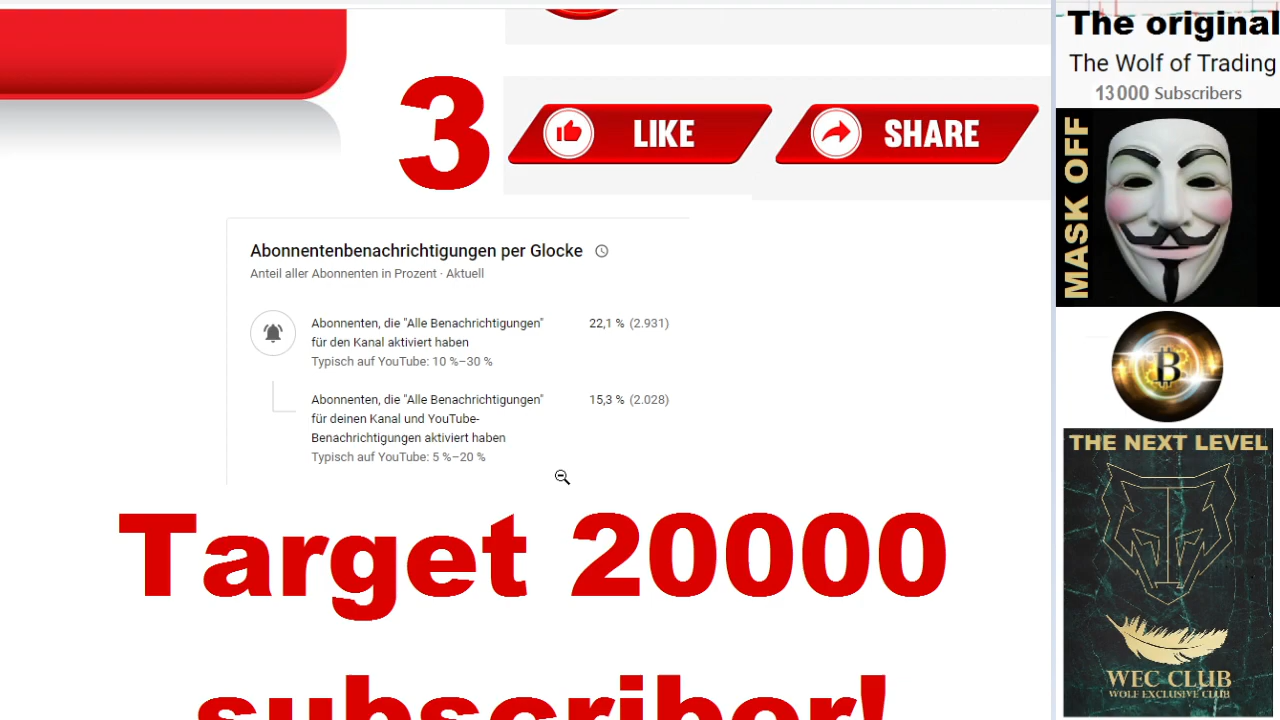 3
LIKE
SHARE
Abonnentenbenachrichtigungen per Glocke
Anteil aller Abonnenten in Prozent · Aktuell
Abonnenten, die "Alle Benachrichtigungen" 22,1 % (2.931)
für den Kanal aktiviert haben
Typisch auf YouTube: 10 %–30 %
Abonnenten, die "Alle Benachrichtigungen" 15,3 % (2.028)
für deinen Kanal und YouTube-
Benachrichtigungen aktiviert haben
Typisch auf YouTube: 5 %–20 %
Target 20000
subscriber!
The original
The Wolf of Trading
13000 Subscribers
MASK OFF
B
THE NEXT LEVEL
WEC CLUB
WOLF EXCLUSIVE CLUB